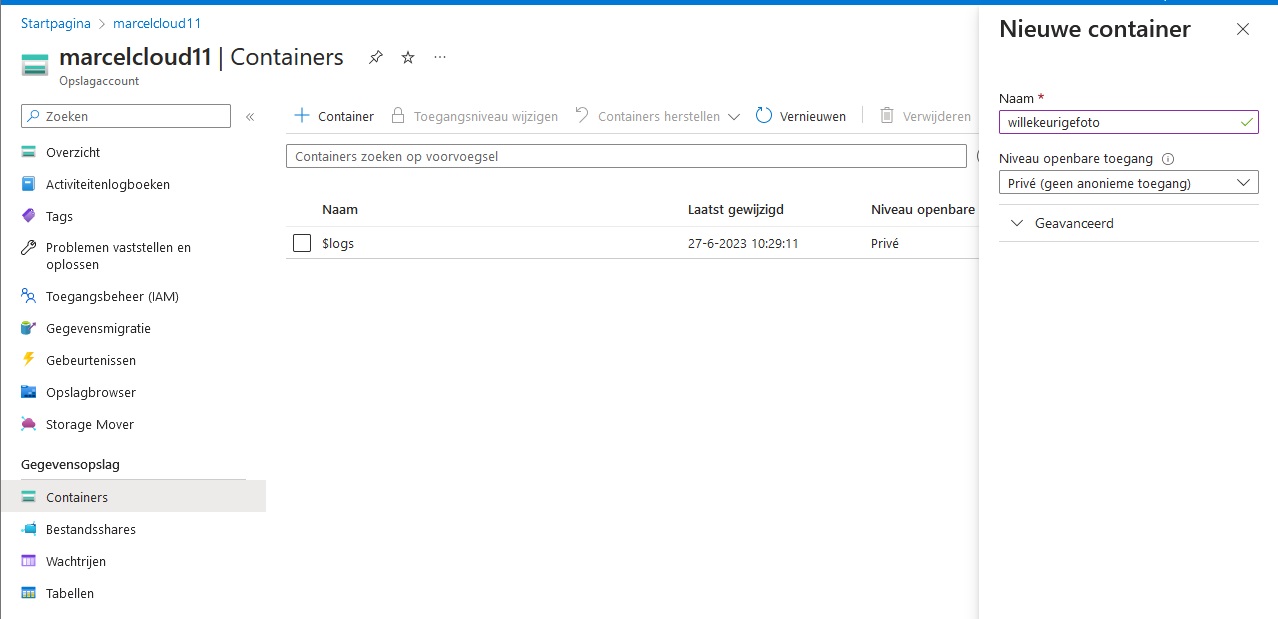 Startpagina > marcelcloud11
marcelcloud11 | Containers
Opslagaccount
Zoeken
Overzicht
Activiteitenlogboeken
Tags
Problemen vaststellen en
oplossen
Toegangsbeheer (IAM)
Gegevensmigratie
Gebeurtenissen
Opslagbrowser
Storage Mover
Gegevensopslag
Containers
Bestandsshares
Wachtrijen
Tabellen
Container Toegangsniveau wijzigen Containers herstellen Vernieuwen Verwijderen
Containers zoeken op voorvoegsel
Naam Laatst gewijzigd Niveau openbare
$logs 27-6-2023 10:29:11 Privé
Nieuwe container
Naam *
willekeurigefoto
Niveau openbare toegang
Privé (geen anonieme toegang)
Geavanceerd